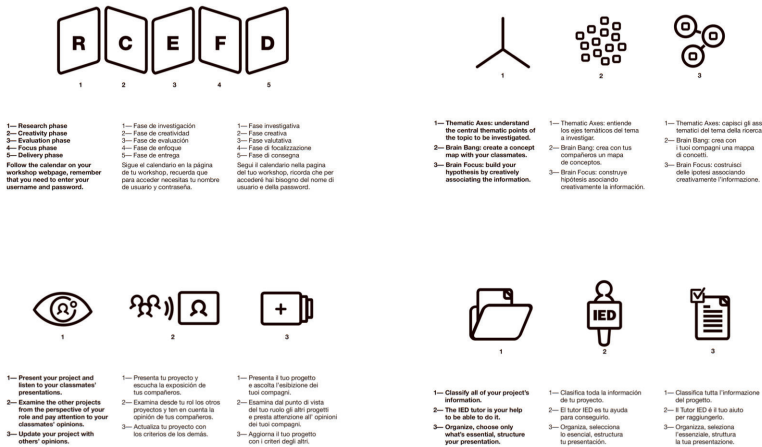 R C E F D
1 2 3 4 5
1— Research phase
2— Creativity phase
3— Evaluation phase
4— Focus phase
5— Delivery phase
Follow the calendar on your
workshop webpage, remember
that you need to enter your
username and password.
1— Fase de investigación
2— Fase de creatividad
3— Fase de evaluación
4— Fase de enfoque
5— Fase de entrega
Sigue el calendario en la página
de tu workshop, recuerda que
para acceder necesitas tu nombre
de usuario y contraseña.
1— Fase investigativa
2— Fase creativa
3— Fase valutativa
4— Fase di focalizzazione
5— Fase di consegna
Segui il calendario nella pagina
del tuo workshop, ricorda che per
accederé hai bisogno del nome di
usuario e della password.
1 2 3
1— Thematic Axes: understand
the central thematic points of
the topic to be investigated.
2— Brain Bang: create a concept
map with your classmates.
3— Brain Focus: build your
hypothesis by creatively
associating the information.
1— Thematic Axes: entiende
los ejes temáticos del tema
a investigar.
2— Brain Bang: crea con tus
compañeros un mapa
de conceptos.
3— Brain Focus: construye
hipótesis asociando
creativamente la información.
1— Thematic Axes: capisci gli ass
tematici del tema della ricerca
2— Brain Bang: crea con
i tuoi compagni una mappa
di concetti.
3— Brain Focus: costruisci
delle ipotesi associando
creativamente l'informazione.
1 2 3
1— Present your project and
listen to your classmates'
presentations.
2— Examine the other projects
from the perspective of your
role and pay attention to your
classmates' opinions.
3— Update your project with
others' opinions.
1— Presenta tu proyecto y
escucha la exposición de
tus compañeros.
2— Examina desde tu rol los otros
proyectos y ten en cuenta la
opinión de tus compañeros.
3— Actualiza tu proyecto con
los criterios de los demás.
1— Presenta il tuo progetto
e ascolta l'esibizione dei
tuoi compagni.
2— Esamina dal punto di vista
del tuo ruolo gli altri progetti
e presta attenzione all' opinioni
dei tuoi compagni.
3— Aggiorna il tuo progetto
con i criteri degli altri.
IED
1 2 3
1— Classify all of your project's
information.
2— The IED tutor is your help
to be able to do it.
3— Organize, choose only
what's essential, structure
your presentation.
1— Clasifica toda la información
de tu proyecto.
2— El tutor IED es tu ayuda
para conseguirlo.
3— Organiza, selecciona
lo esencial, estructura
tu presentación.
1— Classifica tutta l'informazione
del progetto.
2— Il Tutor IED é il tuo aiuto
per raggiungerlo.
3— Organizza, seleziona
l'essenziale, struttura
la tua presentazione.